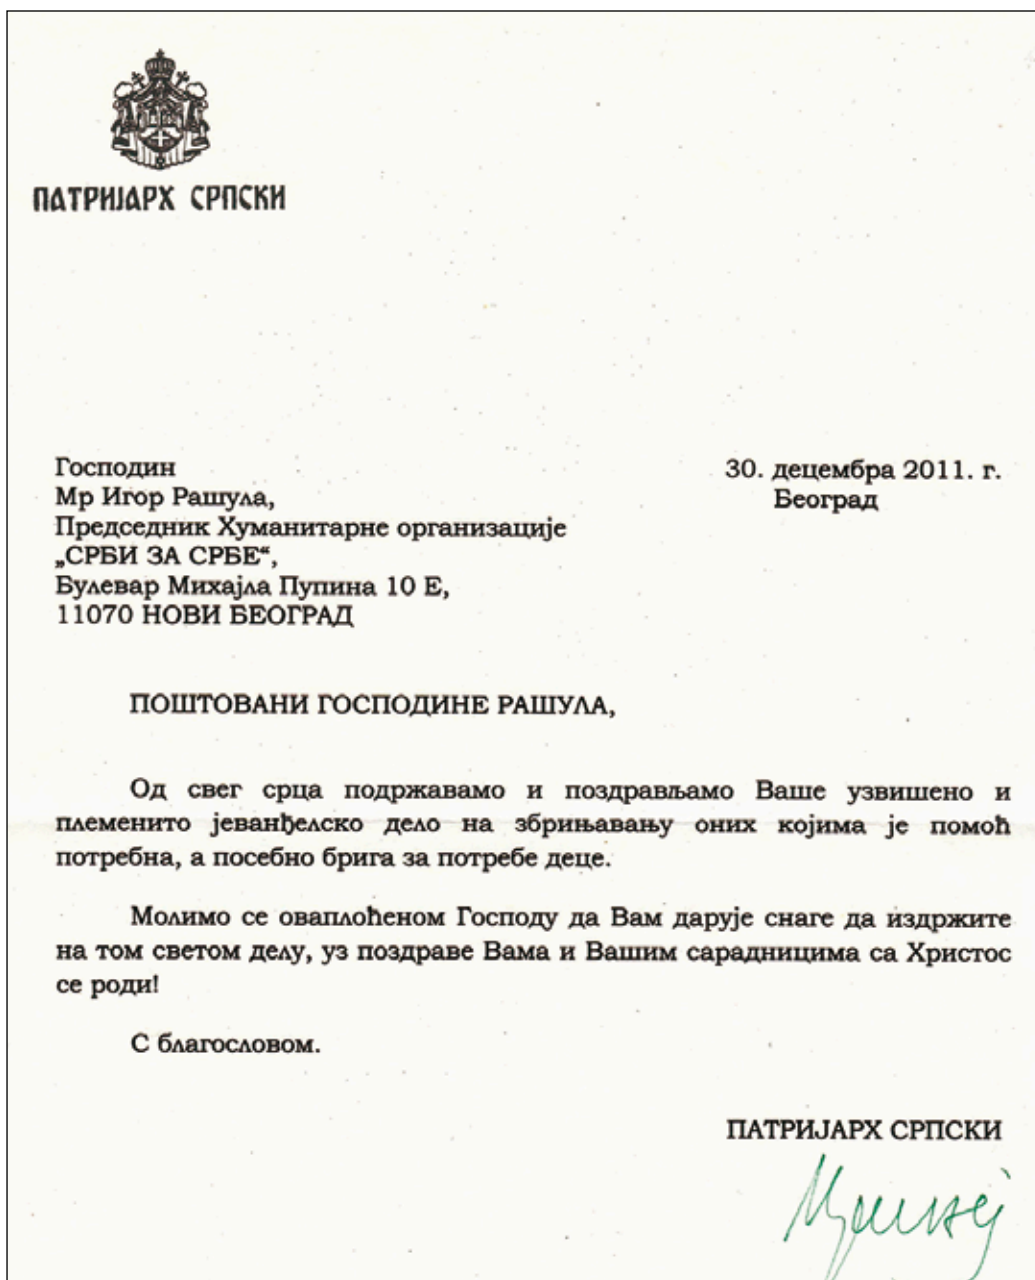 ПАТРИЈАРХ СРПСКИ
Господин
Мр Игор Рашула,
Председник Хуманитарне организације
„СРБИ ЗА СРБЕ“,
Булевар Михајла Пупина 10 Е,
11070 НОВИ БЕОГРАД
30. децембра 2011. г.
Београд
ПОШТОВАНИ ГОСПОДИНЕ РАШУЛА,
Од свег срца подржавамо и поздрављамо Ваше узвишено и
племенито јеванђелско дело на збрињавању оних којима је помоћ
потребна, а посебно брига за потребе деце.
Молимо се оваплоћеном Господу да Вам дарује снаге да издржите
на том светом делу, уз поздраве Вама и Вашим сарадницима са Христос
се роди!
С благословом.
ПАТРИЈАРХ СРПСКИ
Иринеј